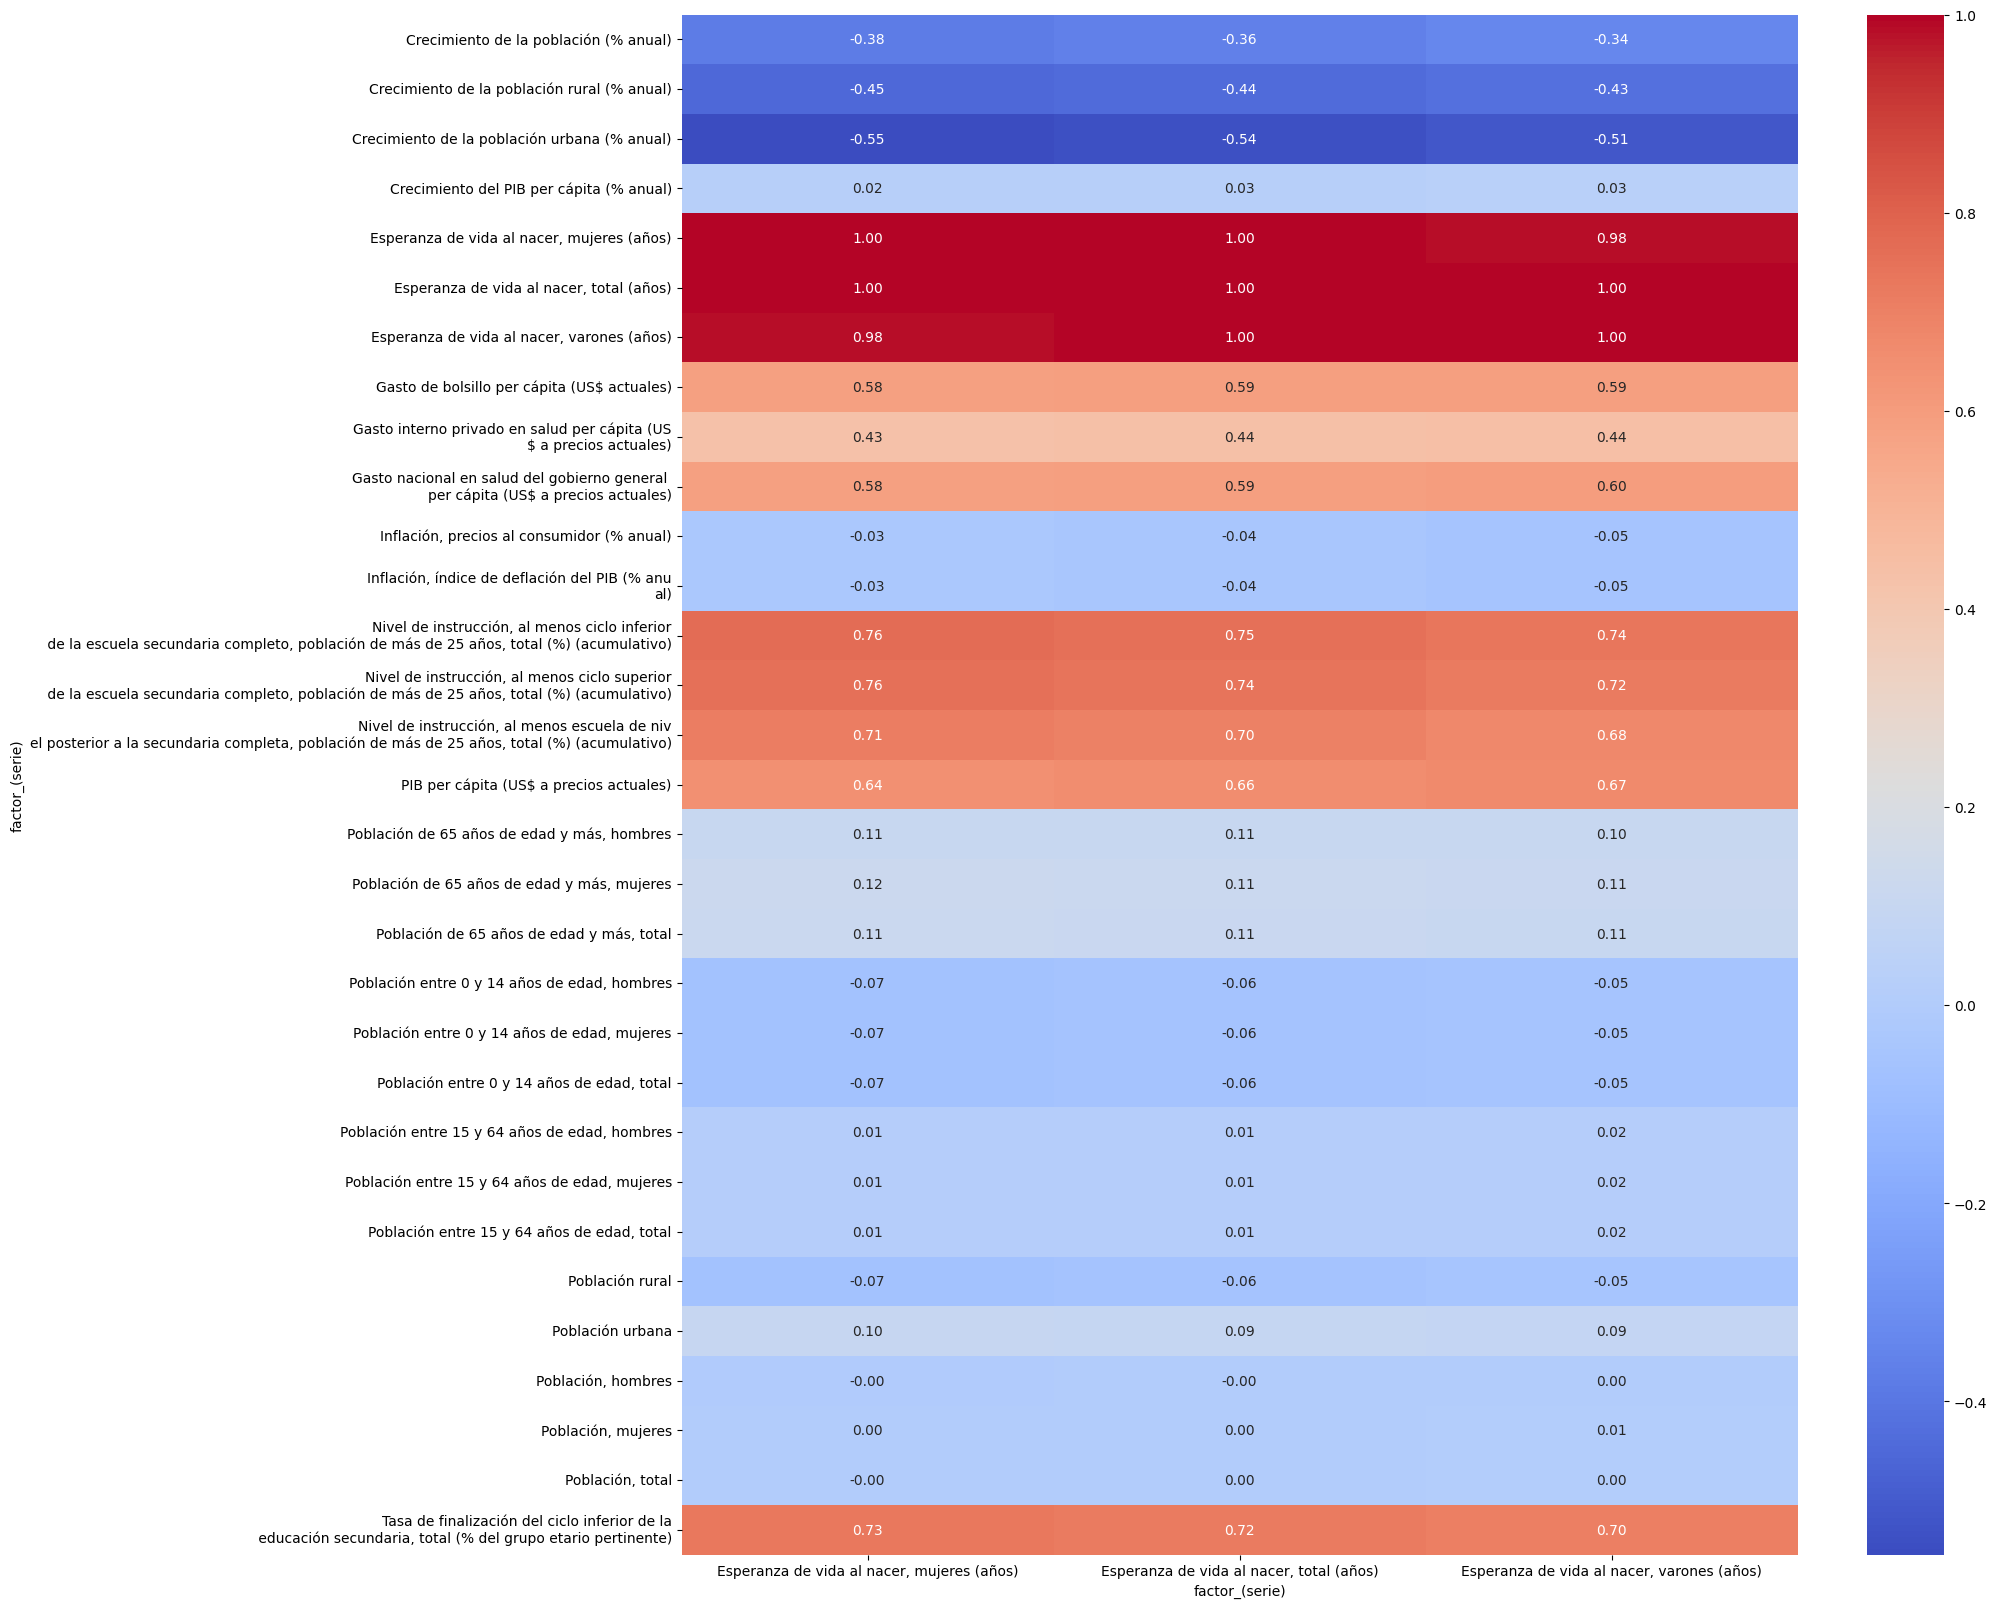 Crecimiento de la población (% anual)
-0.38 -0.36 -0.34
Crecimiento de la población rural (% anual)
-0.45 -0.44 -0.43
Crecimiento de la población urbana (% anual)
-0.55 -0.54 -0.51
Crecimiento del PIB per cápita (% anual)
0.02 0.03 0.03
Esperanza de vida al nacer, mujeres (años)
1.00 1.00 0.98
Esperanza de vida al nacer, total (años)
1.00 1.00 1.00
Esperanza de vida al nacer, varones (años)
0.98 1.00 1.00
Gasto de bolsillo per cápita (US$ actuales)
0.58 0.59 0.59
Gasto interno privado en salud per cápita (US
$ a precios actuales)
0.43 0.44 0.44
Gasto nacional en salud del gobierno general
per cápita (US$ a precios actuales)
0.58 0.59 0.60
Inflación, precios al consumidor (% anual)
-0.03 -0.04 -0.05
Inflación, índice de deflación del PIB (% anu
al)
-0.03 -0.04 -0.05
Nivel de instrucción, al menos ciclo inferior
de la escuela secundaria completo, población de más de 25 años, total (%) (acumulativo)
0.76 0.75 0.74
Nivel de instrucción, al menos ciclo superior
de la escuela secundaria completo, población de más de 25 años, total (%) (acumulativo)
0.76 0.74 0.72
Nivel de instrucción, al menos escuela de niv
el posterior a la secundaria completa, población de más de 25 años, total (%) (acumulativo)
0.71 0.70 0.68
PIB per cápita (US$ a precios actuales)
0.64 0.66 0.67
Población de 65 años de edad y más, hombres
0.11 0.11 0.10
Población de 65 años de edad y más, mujeres
0.12 0.11 0.11
Población de 65 años de edad y más, total
0.11 0.11 0.11
Población entre 0 y 14 años de edad, hombres
-0.07 -0.06 -0.05
Población entre 0 y 14 años de edad, mujeres
-0.07 -0.06 -0.05
Población entre 0 y 14 años de edad, total
-0.07 -0.06 -0.05
Población entre 15 y 64 años de edad, hombres
0.01 0.01 0.02
Población entre 15 y 64 años de edad, mujeres
0.01 0.01 0.02
Población entre 15 y 64 años de edad, total
0.01 0.01 0.02
Población rural
-0.07 -0.06 -0.05
Población urbana
0.10 0.09 0.09
Población, hombres
-0.00 -0.00 0.00
Población, mujeres
0.00 0.00 0.01
Población, total
-0.00 0.00 0.00
Tasa de finalización del ciclo inferior de la
educación secundaria, total (% del grupo etario pertinente)
0.73 0.72 0.70
factor_(serie)
Esperanza de vida al nacer, mujeres (años)
Esperanza de vida al nacer, total (años)
Esperanza de vida al nacer, varones (años)
factor_(serie)
1.0
0.8
0.6
0.4
0.2
0.0
−0.2
−0.4